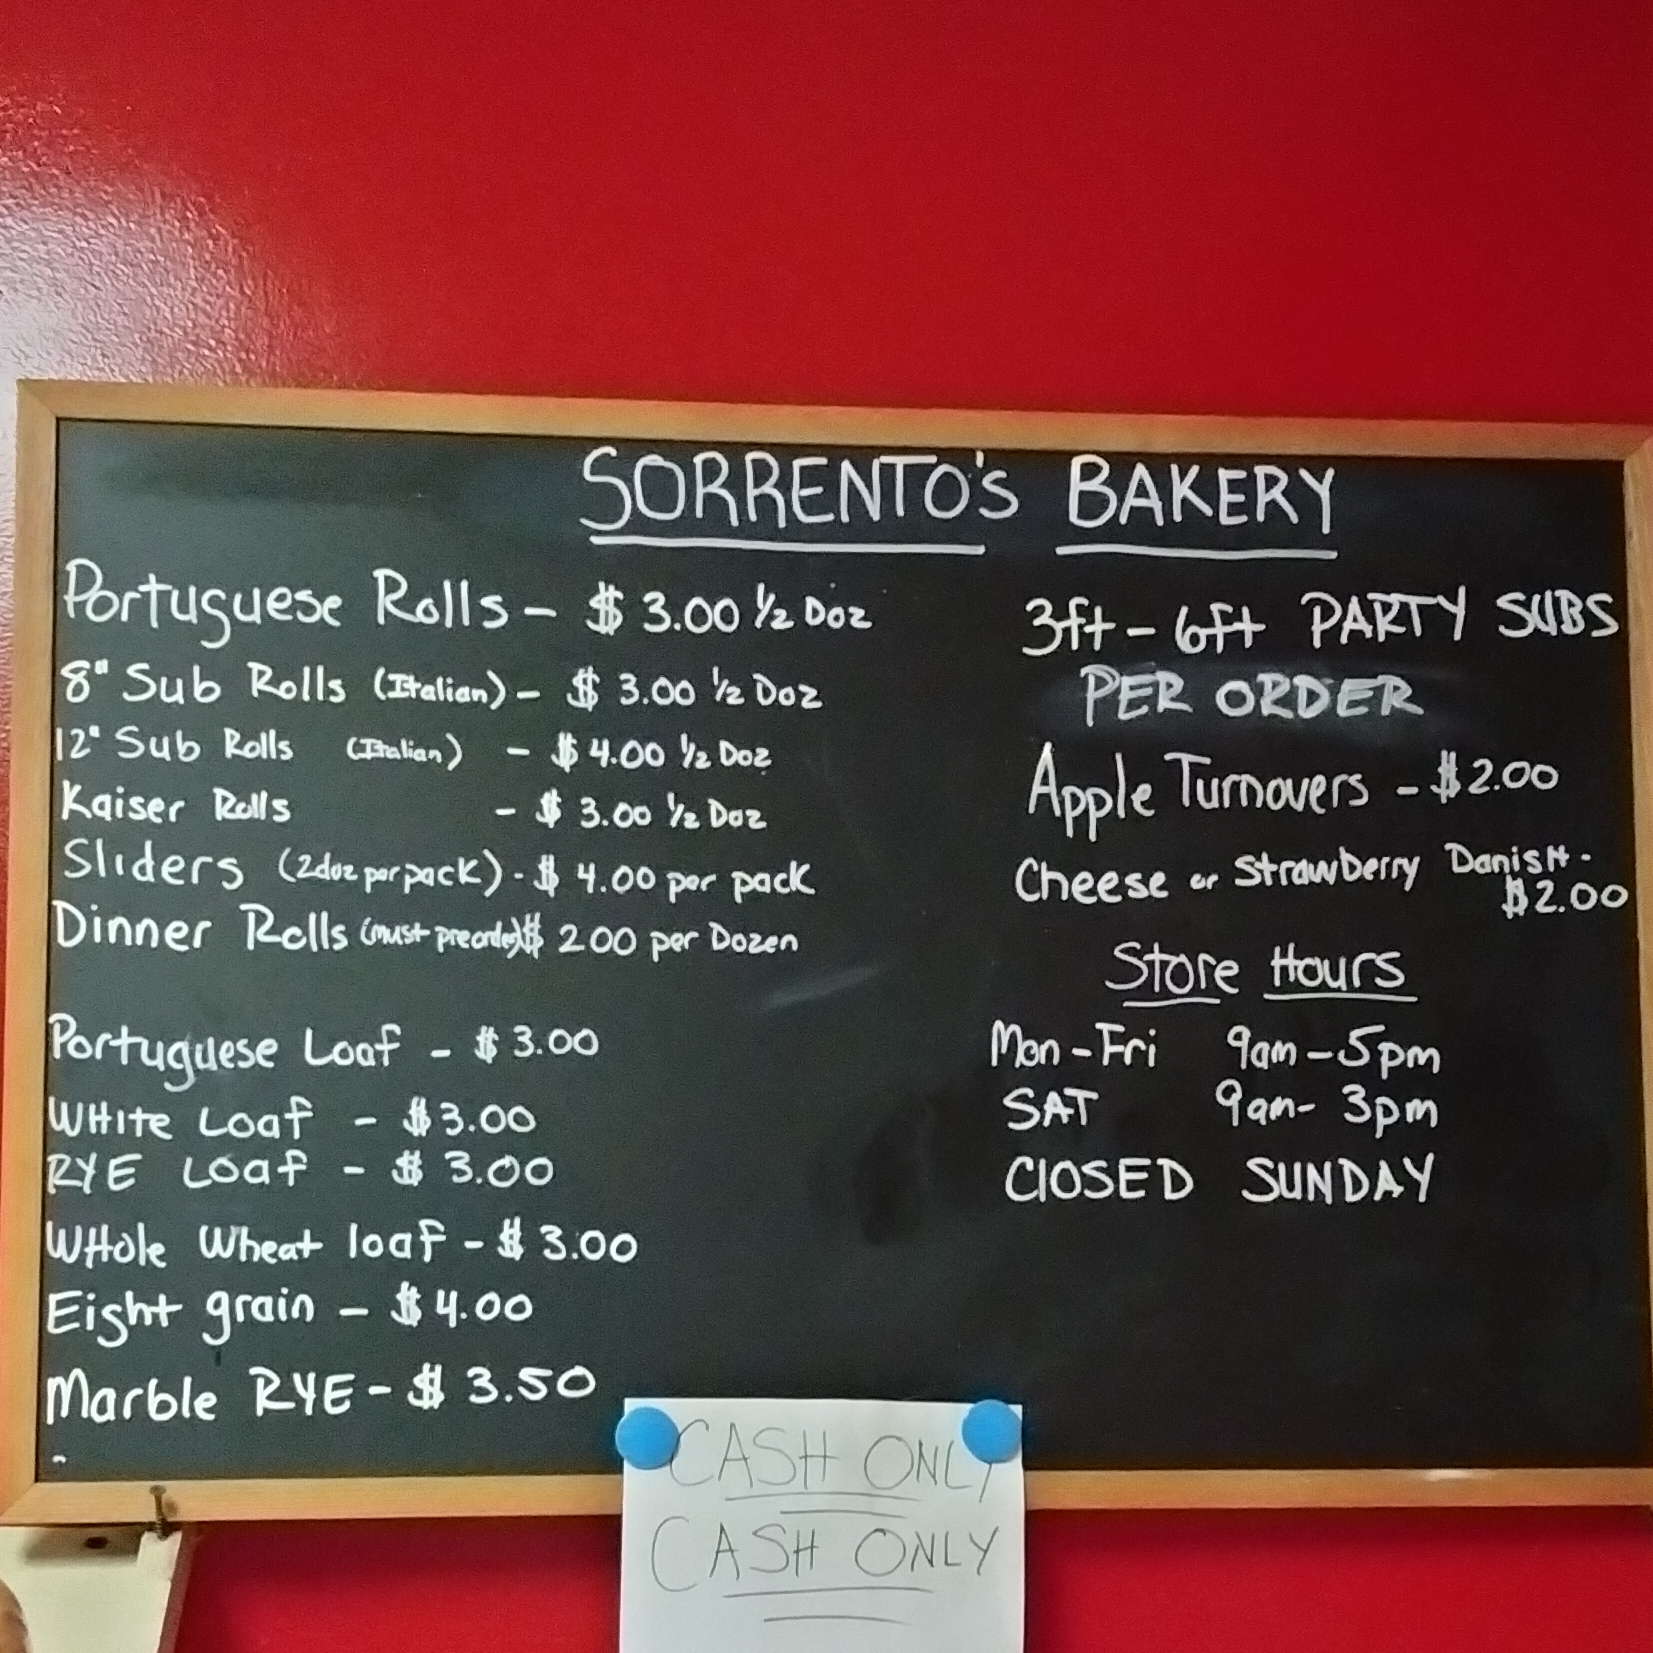 SORRENTO'S BAKERY
Portuguese Rolls - $ 3.00 1/2 Doz
8" Sub Rolls (Italian) - $ 3.00 1/2 Doz
12" Sub Rolls (Italian) - $ 4.00 1/2 Doz
Kaiser Rolls - $ 3.00 1/2 Doz
Sliders (2doz per pack) - $ 4.00 per pack
Dinner Rolls (must preorder) $ 2.00 per Dozen
Portuguese Loaf - $ 3.00
WHite Loaf - $3.00
RYE Loaf - $ 3.00
WHole Wheat loaf - $ 3.00
Eight grain - $ 4.00
Marble RYE - $ 3.50
3ft - 6ft PARTY SUBS
PER ORDER
Apple Turnovers - $2.00
Cheese or Strawberry DanisH -
$2.00
Store Hours
Mon - Fri 9am - 5pm
SAT 9am - 3pm
ClOSED SUNDAY
CASH ONLY
CASH ONLY